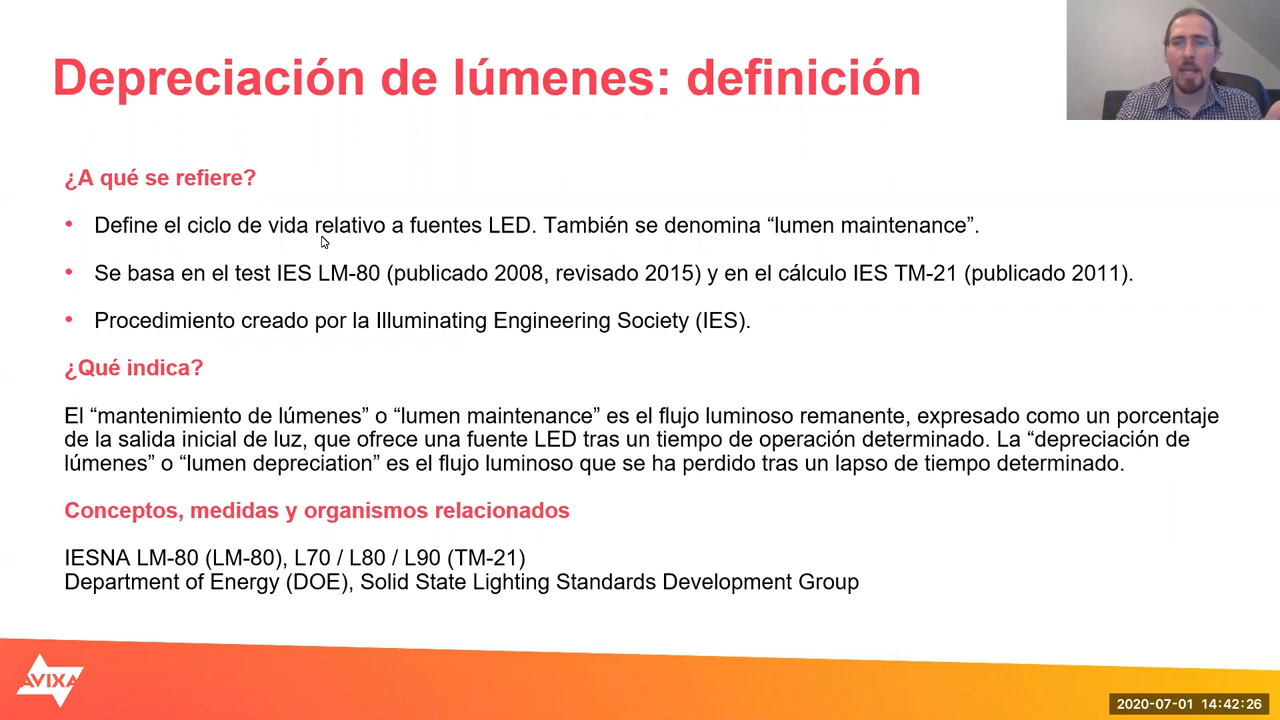 Depreciación de lúmenes: definición
¿A qué se refiere?
• Define el ciclo de vida relativo a fuentes LED. También se denomina “lumen maintenance”.
• Se basa en el test IES LM-80 (publicado 2008, revisado 2015) y en el cálculo IES TM-21 (publicado 2011).
• Procedimiento creado por la Illuminating Engineering Society (IES).
¿Qué indica?
El “mantenimiento de lúmenes” o “lumen maintenance” es el flujo luminoso remanente, expresado como un porcentaje
de la salida inicial de luz, que ofrece una fuente LED tras un tiempo de operación determinado. La “depreciación de
lúmenes” o “lumen depreciation” es el flujo luminoso que se ha perdido tras un lapso de tiempo determinado.
Conceptos, medidas y organismos relacionados
IESNA LM-80 (LM-80), L70 / L80 / L90 (TM-21)
Department of Energy (DOE), Solid State Lighting Standards Development Group
AVIXA
2020-07-01 14:42:26